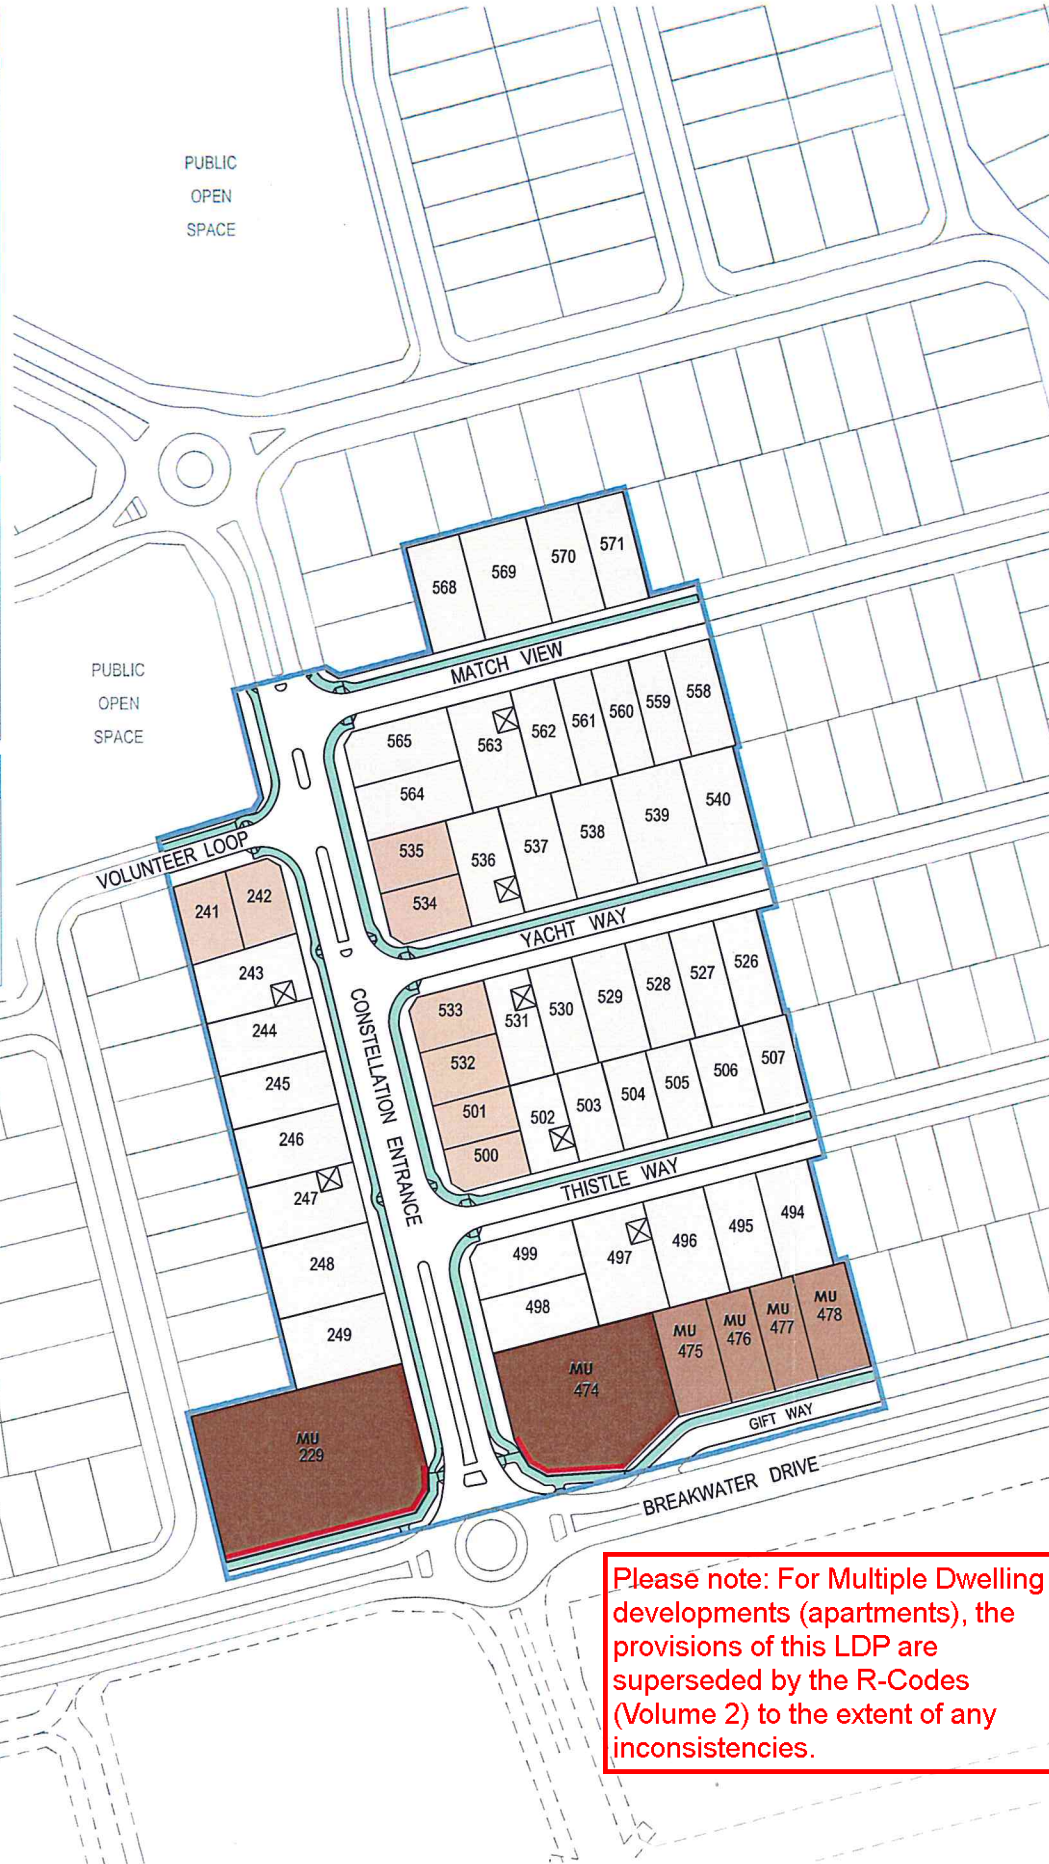 PUBLIC
OPEN
SPACE
571
570
569
568
MATCH VIEW
PUBLIC
OPEN
SPACE
558
559
560
561
562
563
565
564
540
539
538
537
536
535
534
VOLUNTEER LOOP
YACHT WAY
241
242
243
244
245
246
247
248
249
CONSTELLATION ENTRANCE
526
527
528
529
530
531
533
532
501
500
507
506
505
504
503
502
THISTLE WAY
494
495
496
497
499
498
MU
478
MU
477
MU
476
MU
475
MU
474
MU
229
GIFT WAY
BREAKWATER DRIVE
Please note: For Multiple Dwelling
developments (apartments), the
provisions of this LDP are
superseded by the R-Codes
(Volume 2) to the extent of any
inconsistencies.